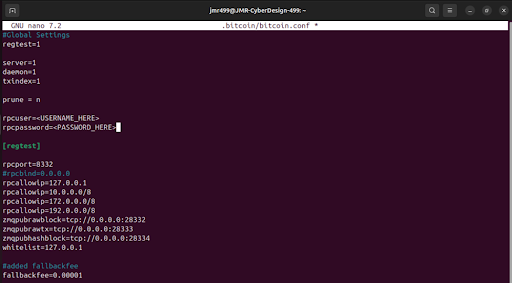 jmr499@JMR-CyberDesign-499: ~
GNU nano 7.2 .bitcoin/bitcoin.conf *
#Global Settings
regtest=1
server=1
daemon=1
txindex=1
prune = n
rpcuser=<USERNAME_HERE>
rpcpassword=<PASSWORD_HERE>
[regtest]
rpcport=8332
#rpcbind=0.0.0.0
rpcallowip=127.0.0.1
rpcallowip=10.0.0.0/8
rpcallowip=172.0.0.0/8
rpcallowip=192.0.0.0/8
zmqpubrawblock=tcp://0.0.0.0:28332
zmqpubrawtx=tcp://0.0.0.0:28333
zmqpubhashblock=tcp://0.0.0.0:28334
whitelist=127.0.0.1
#added fallbackfee
fallbackfee=0.00001